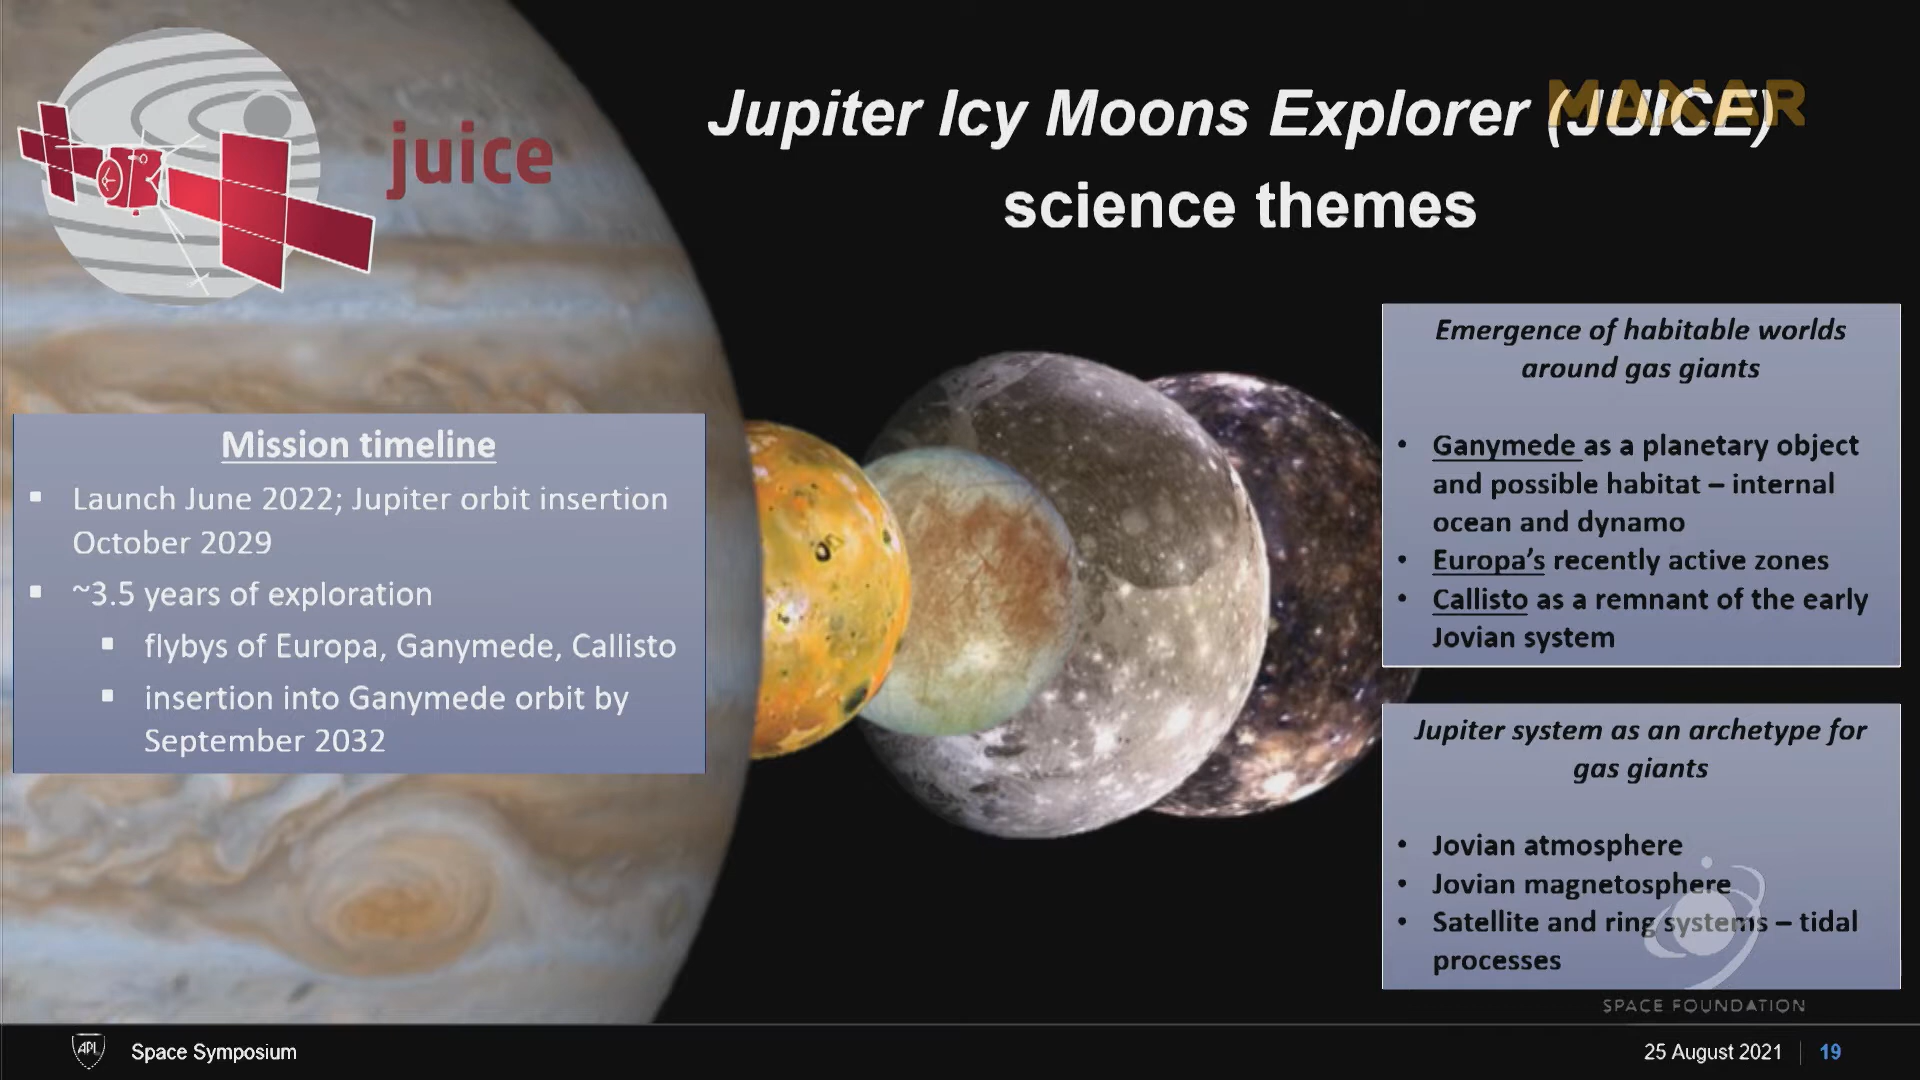 juice
Jupiter Icy Moons Explorer (JUICE)
science themes
MAXAR
Mission timeline
▪ Launch June 2022; Jupiter orbit insertion
October 2029
▪ ~3.5 years of exploration
▪ flybys of Europa, Ganymede, Callisto
▪ insertion into Ganymede orbit by
September 2032
Emergence of habitable worlds
around gas giants
• Ganymede as a planetary object
and possible habitat – internal
ocean and dynamo
• Europa's recently active zones
• Callisto as a remnant of the early
Jovian system
Jupiter system as an archetype for
gas giants
• Jovian atmosphere
• Jovian magnetosphere
• Satellite and ring systems – tidal
processes
SPACE FOUNDATION
APL
Space Symposium
25 August 2021 | 19